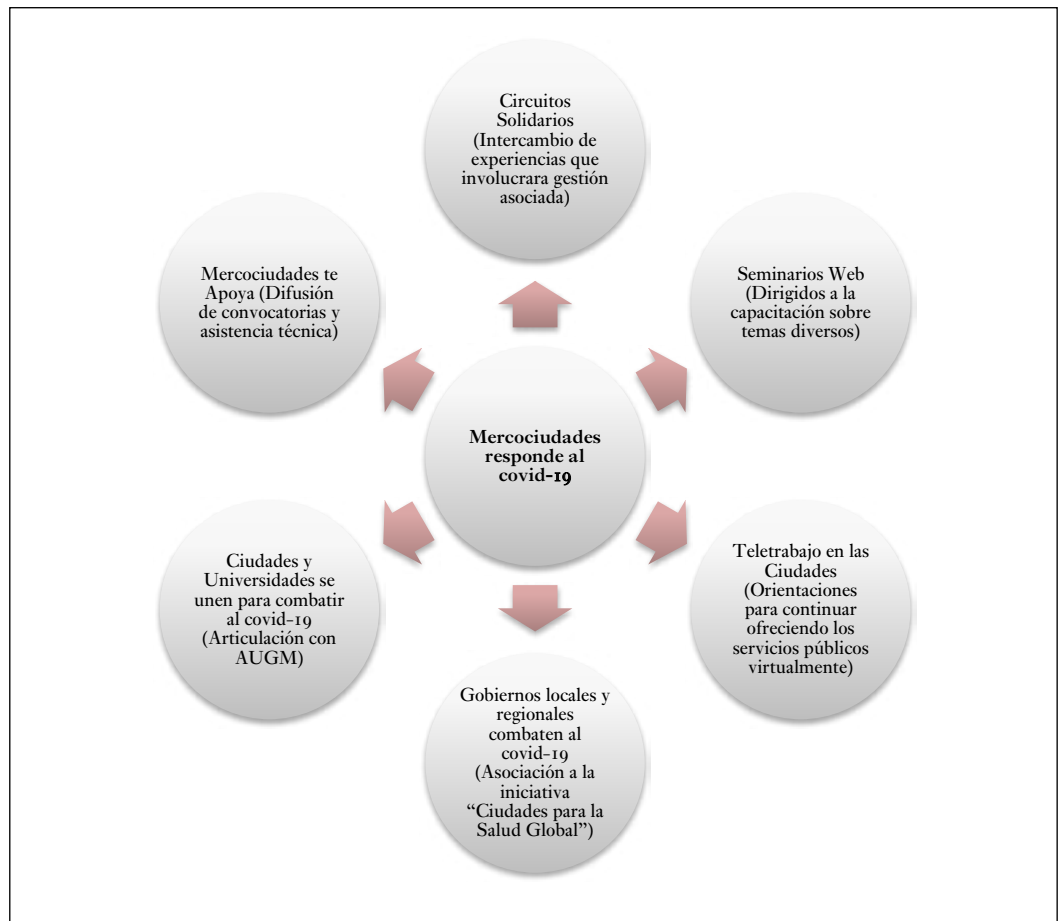 Circuitos
Solidarios
(Intercambio de
experiencias que
involucrara gestión
asociada)
Mercociudades te
Apoya (Difusión
de convocatorias y
asistencia técnica)
Seminarios Web
(Dirigidos a la
capacitación sobre
temas diversos)
Mercociudades
responde al
covid-19
Ciudades y
Universidades se
unen para combatir
al covid-19
(Articulación con
AUGM)
Teletrabajo en las
Ciudades
(Orientaciones
para continuar
ofreciendo los
servicios públicos
virtualmente)
Gobiernos locales y
regionales
combaten al
covid-19
(Asociación a la
iniciativa
“Ciudades para la
Salud Global”)